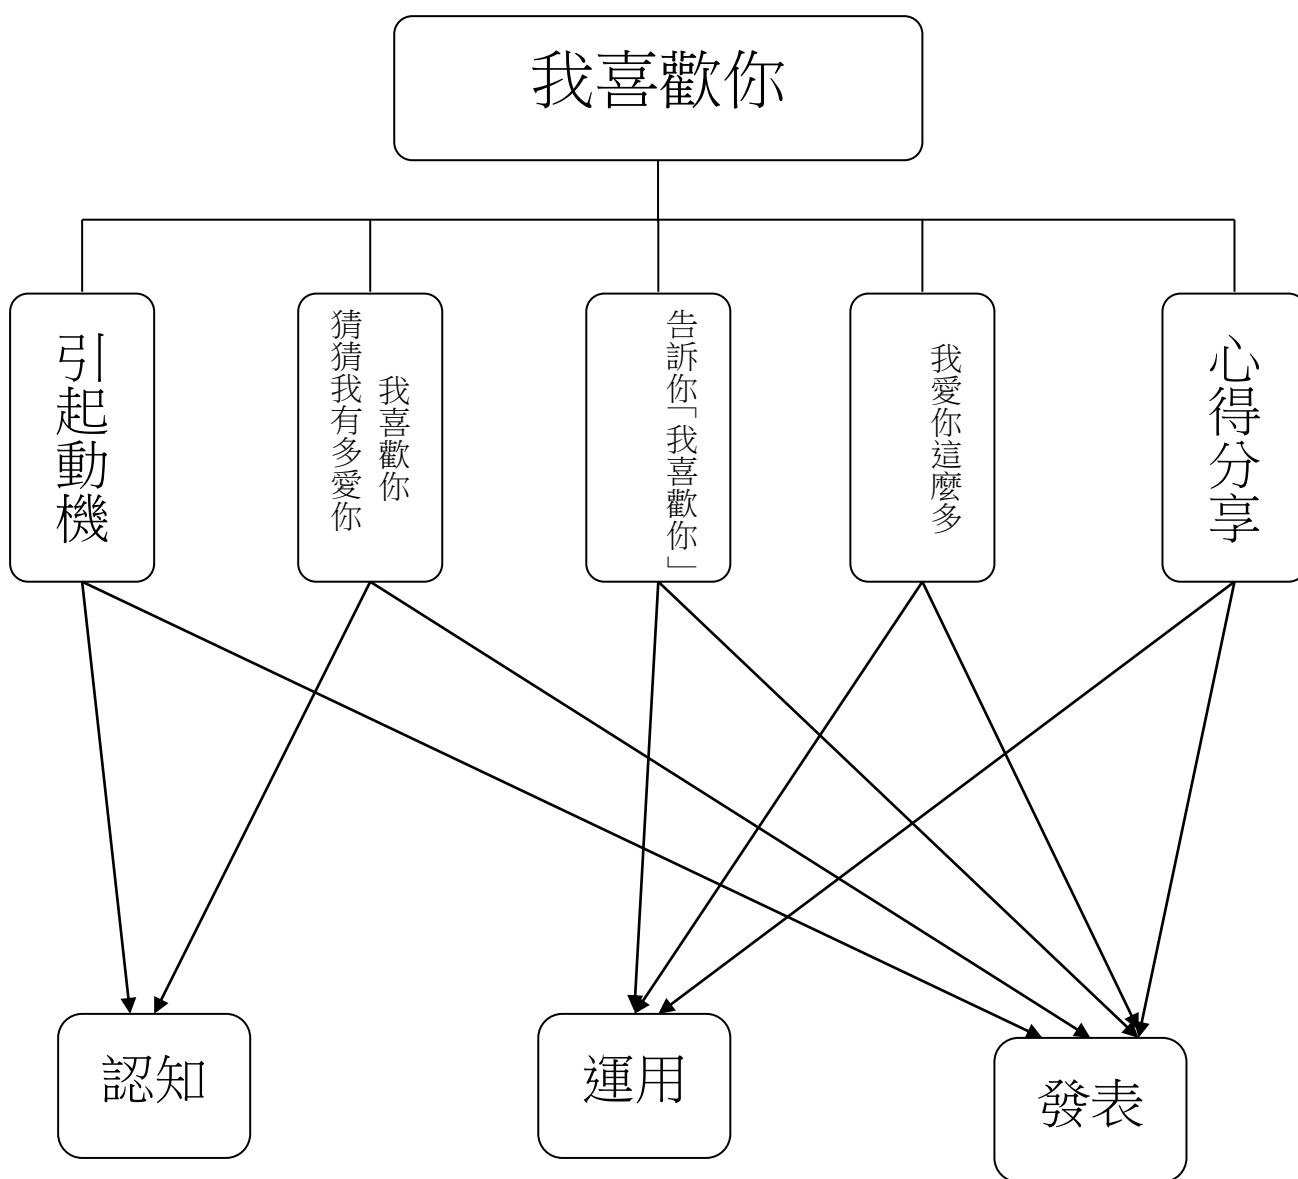 我喜歡你
引起動機
我喜歡你
猜猜我有多愛你
告訴你「我喜歡你」
我愛你這麼多
心得分享
認知
運用
發表